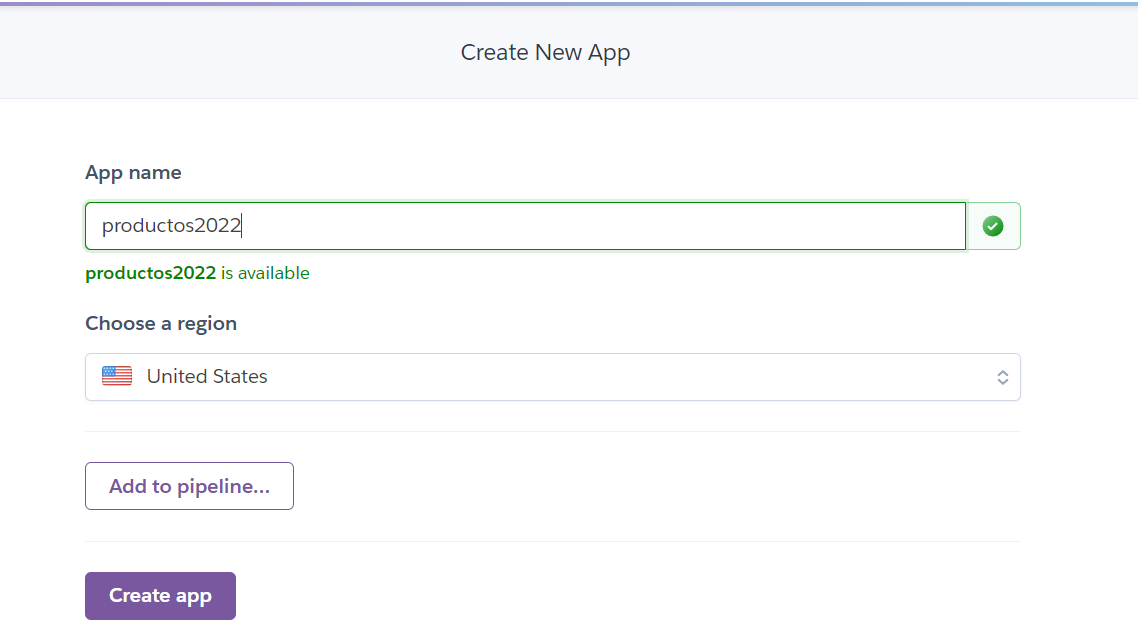 Create New App
App name
productos2022
productos2022 is available
Choose a region
United States
Add to pipeline...
Create app